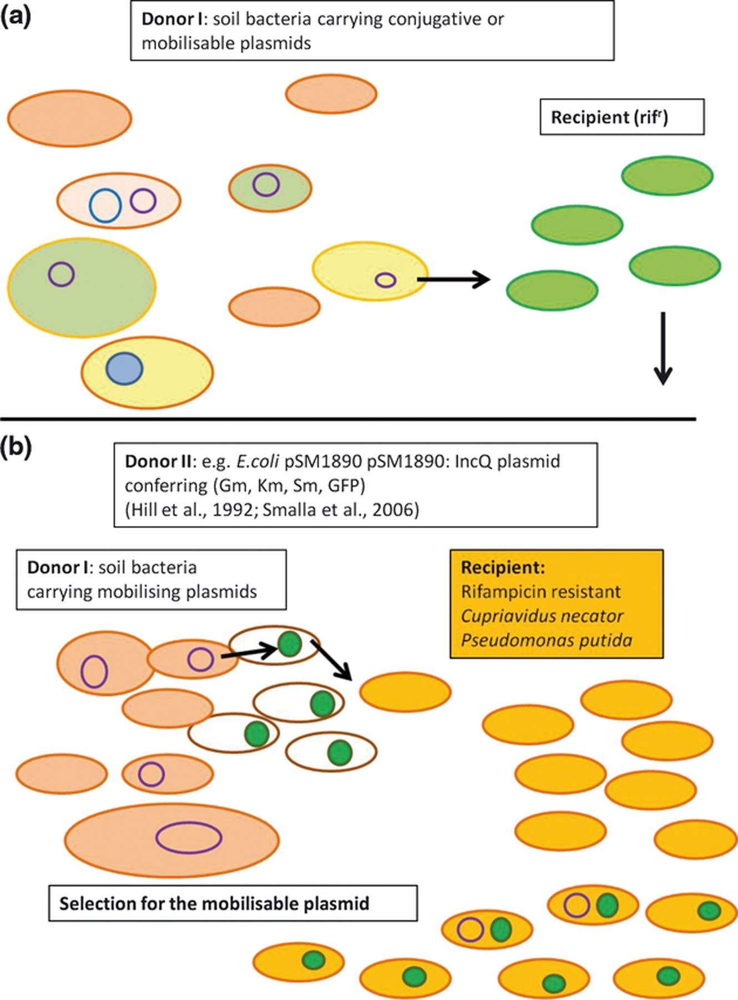 (a)
Donor I: soil bacteria carrying conjugative or
mobilisable plasmids
Recipient (rifʳ)
(b)
Donor II: e.g. E.coli pSM1890 pSM1890: IncQ plasmid
conferring (Gm, Km, Sm, GFP)
(Hill et al., 1992; Smalla et al., 2006)
Donor I: soil bacteria
carrying mobilising plasmids
Recipient:
Rifampicin resistant
Cupriavidus necator
Pseudomonas putida
Selection for the mobilisable plasmid